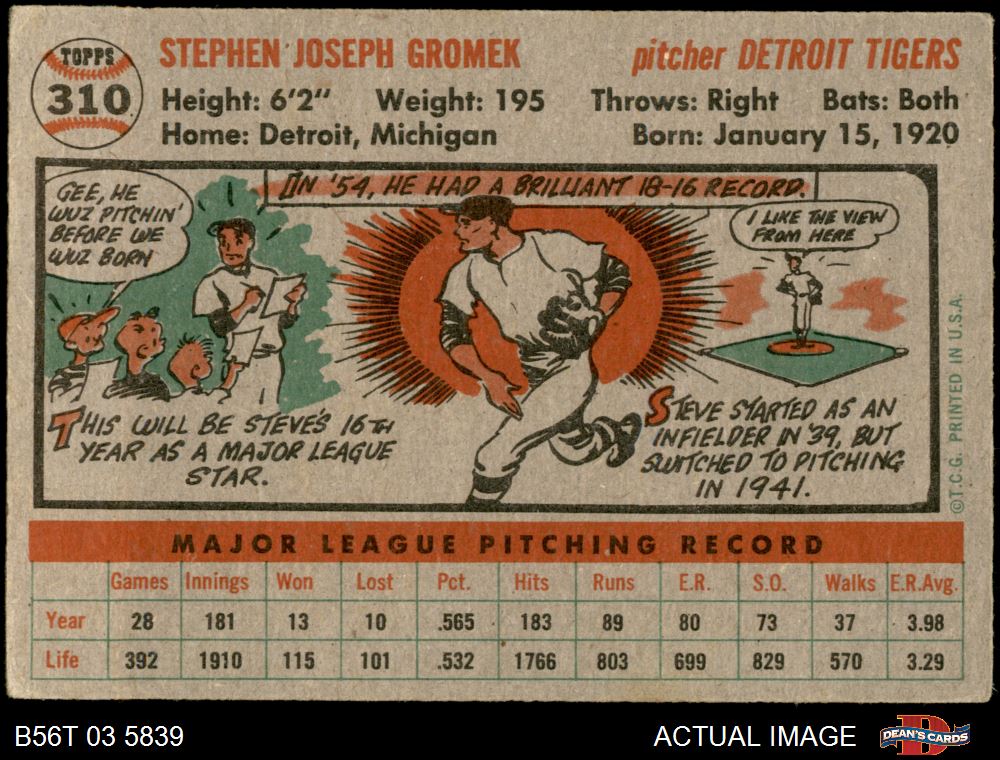 TOPPS
310
STEPHEN JOSEPH GROMEK
pitcher DETROIT TIGERS
Height: 6'2" Weight: 195 Throws: Right Bats: Both
Home: Detroit, Michigan Born: January 15, 1920
IN '54, HE HAD A BRILLIANT 18-16 RECORD.
GEE, HE
WUZ PITCHIN'
BEFORE WE
WUZ BORN
I LIKE THE VIEW
FROM HERE
THIS WILL BE STEVE'S 16TH
YEAR AS A MAJOR LEAGUE
STAR.
STEVE STARTED AS AN
INFIELDER IN '39, BUT
SWITCHED TO PITCHING
IN 1941.
©T.C.G. PRINTED IN U.S.A.
MAJOR LEAGUE PITCHING RECORD
Games Innings Won Lost Pct. Hits Runs E.R. S.O. Walks E.R.Avg.
Year 28 181 13 10 .565 183 89 80 73 37 3.98
Life 392 1910 115 101 .532 1766 803 699 829 570 3.29
B56T 03 5839
ACTUAL IMAGE
DEAN'S CARDS